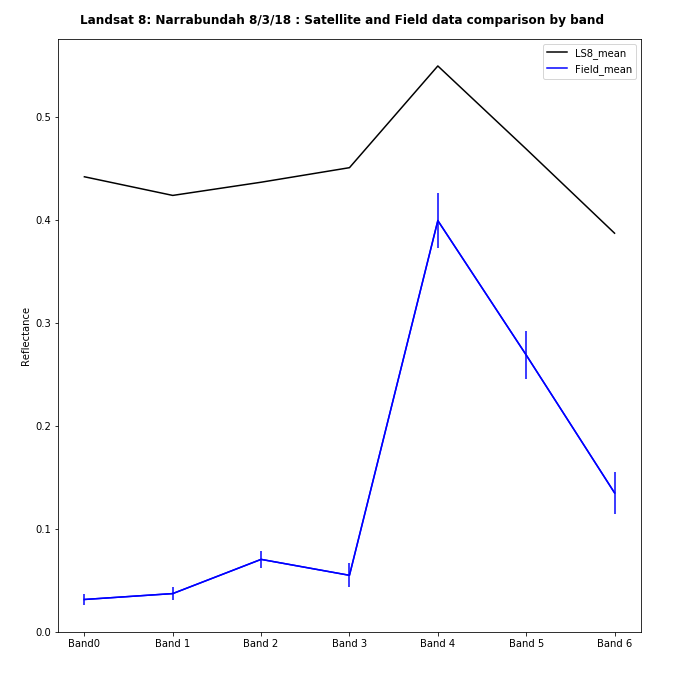 Landsat 8: Narrabundah 8/3/18 : Satellite and Field data comparison by band
LS8_mean
Field_mean
Reflectance
0.5
0.4
0.3
0.2
0.1
0.0
Band0 Band 1 Band 2 Band 3 Band 4 Band 5 Band 6